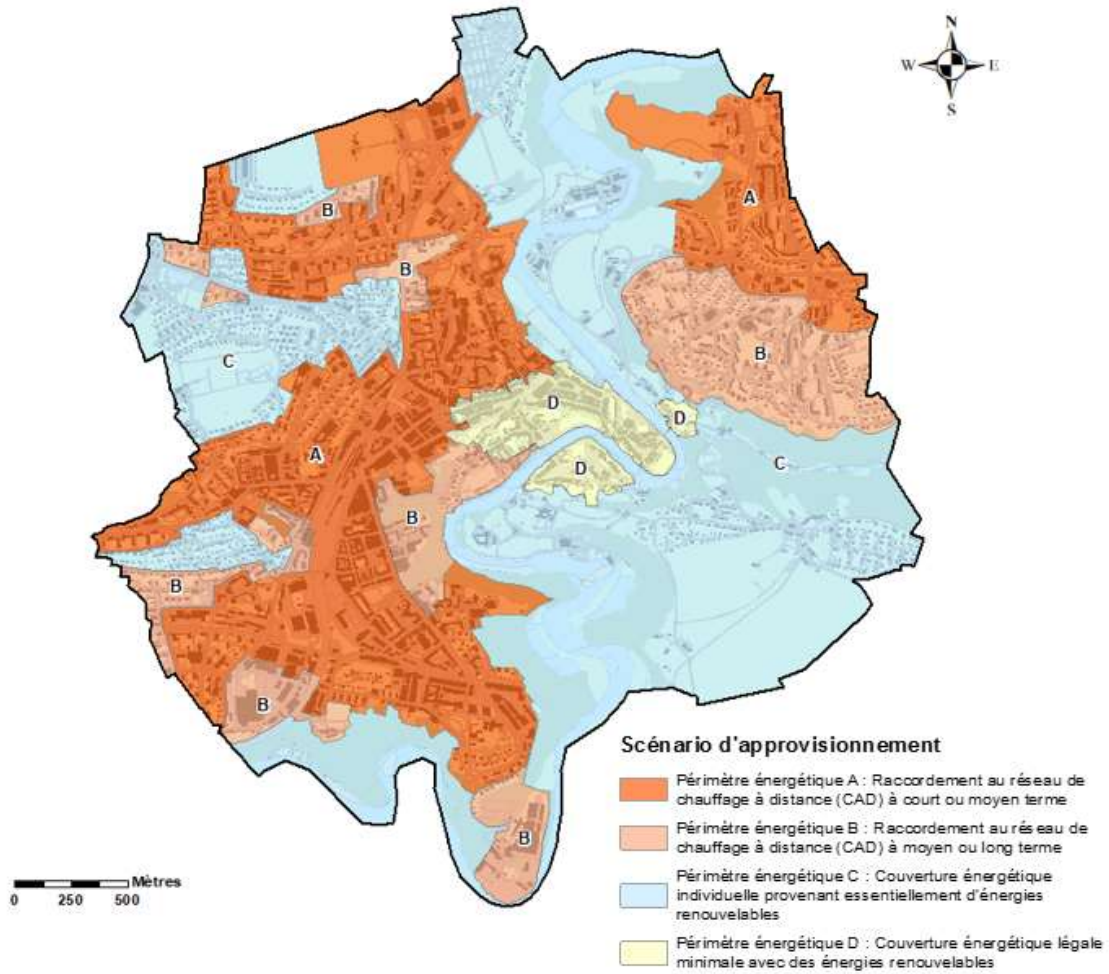 N
W E
S
A
B
B
B
C
D
D
A
C
D
B
B
B
B
Scénario d'approvisionnement
Périmètre énergétique A : Raccordement au réseau de
chauffage à distance (CAD) à court ou moyen terme
Périmètre énergétique B : Raccordement au réseau de
chauffage à distance (CAD) à moyen ou long terme
Périmètre énergétique C : Couverture énergétique
individuelle provenant essentiellement d'énergies
renouvelables
Périmètre énergétique D : Couverture énergétique légale
minimale avec des énergies renouvelables
Mètres
0 250 500